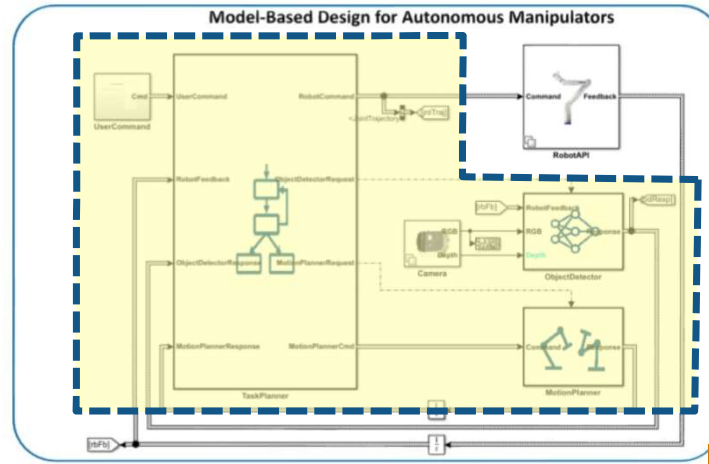 Model-Based Design for Autonomous Manipulators
Cmd
UserCommand
UserCommand
RobotCommand
Command
Feedback
RobotAPI
RobotFeedback
ObjectDetectorRequest
[rbFb]
RobotFeedback
RGB
RGB
Response
Depth
Depth
Camera
ObjectDetector
ObjectDetectorResponse
MotionPlannerRequest
MotionPlannerResponse
MotionPlannerCmd
Command
Response
TaskPlanner
MotionPlanner
[rbFb]